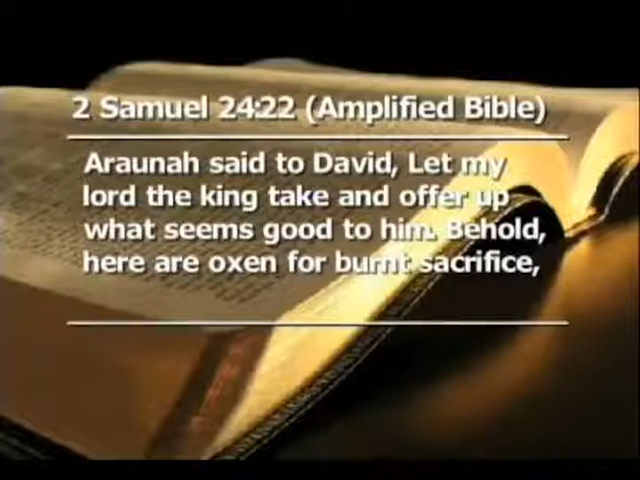 2 Samuel 24:22 (Amplified Bible)
Araunah said to David, Let my
lord the king take and offer up
what seems good to him. Behold,
here are oxen for burnt sacrifice,